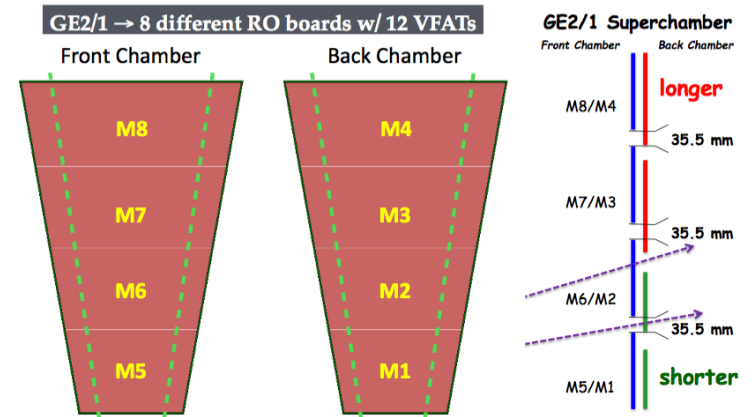 GE2/1 → 8 different RO boards w/ 12 VFATs
Front Chamber
Back Chamber
M8
M7
M6
M5
M4
M3
M2
M1
GE2/1 Superchamber
Front Chamber
Back Chamber
longer
M8/M4
35.5 mm
M7/M3
35.5 mm
M6/M2
35.5 mm
shorter
M5/M1